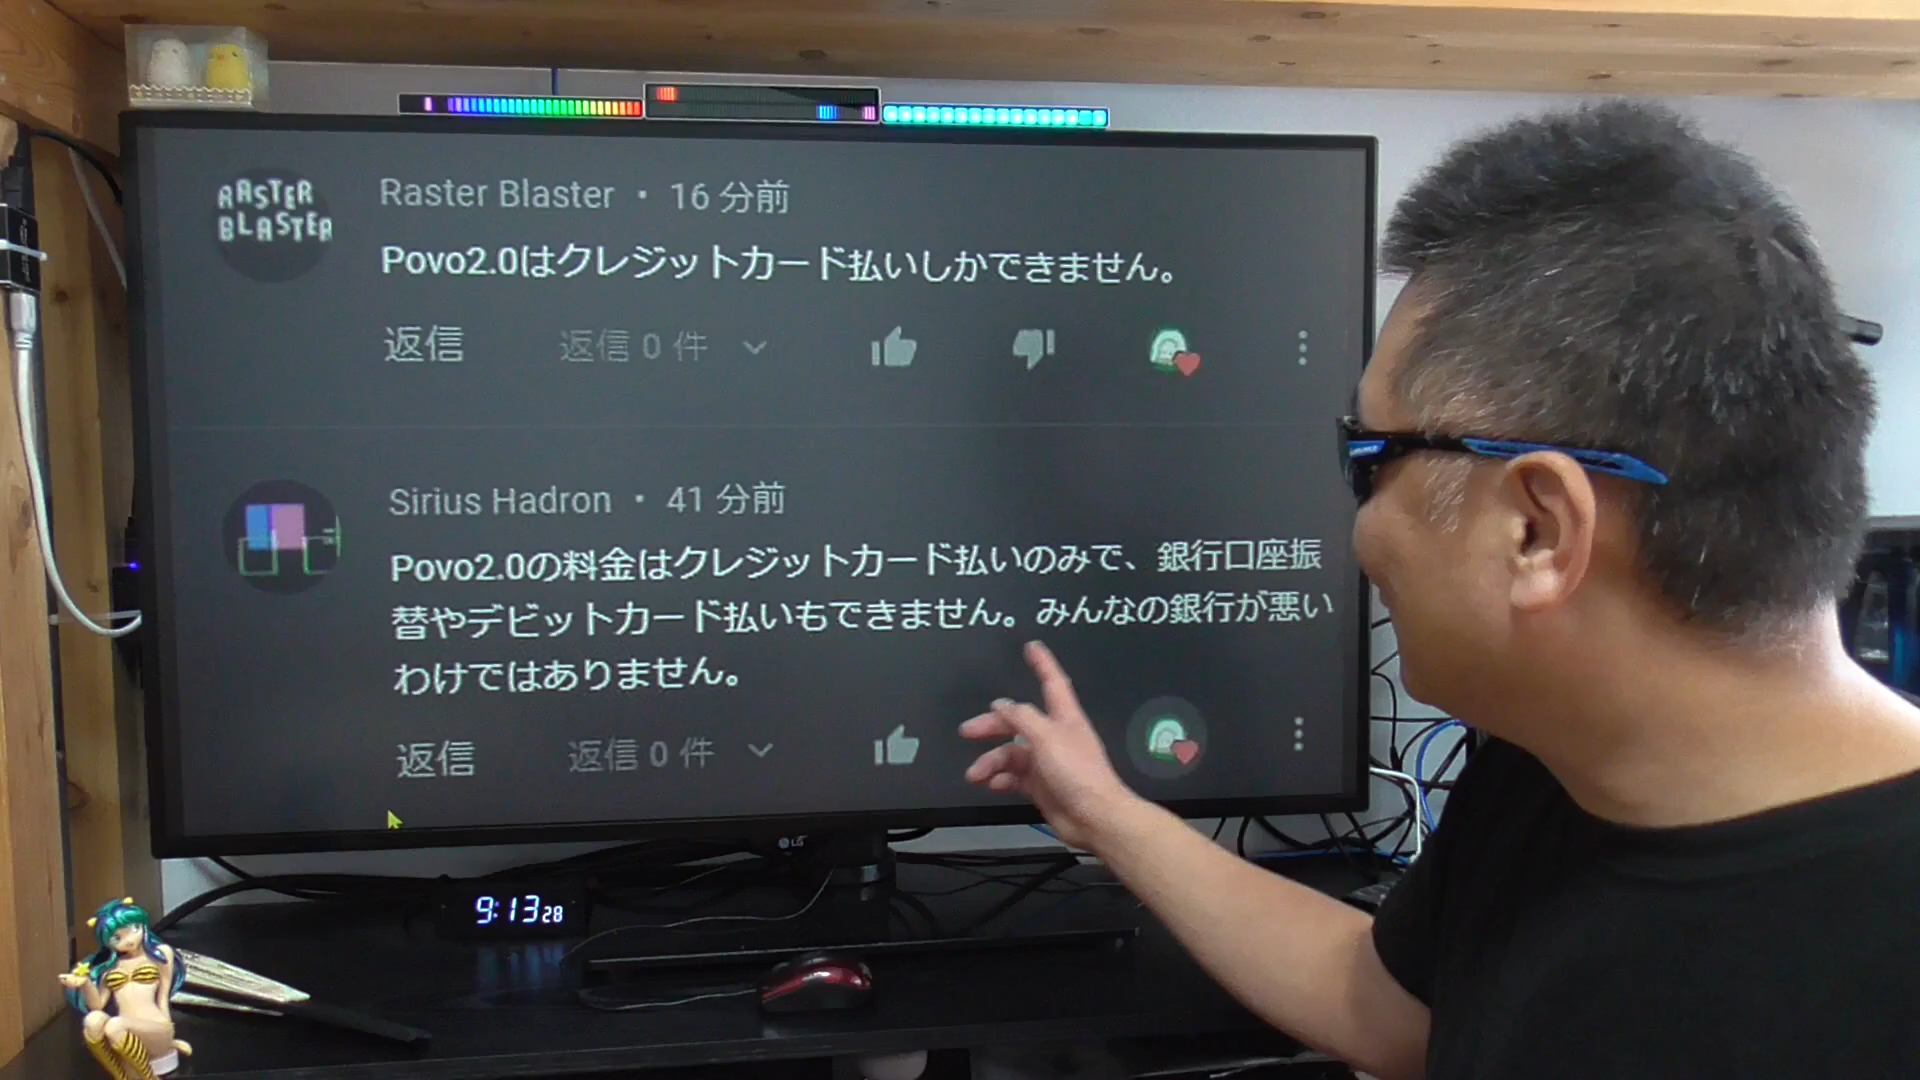 RASTER
BLASTER
Raster Blaster ・ 16 分前
Povo2.0はクレジットカード払いしかできません。
返信 返信 0 件
Sirius Hadron ・ 41 分前
Povo2.0の料金はクレジットカード払いのみで、銀行口座振
替やデビットカード払いもできません。みんなの銀行が悪い
わけではありません。
返信 返信 0 件
LG
9:13 28